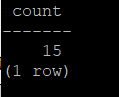 count
-------
15
(1 row)